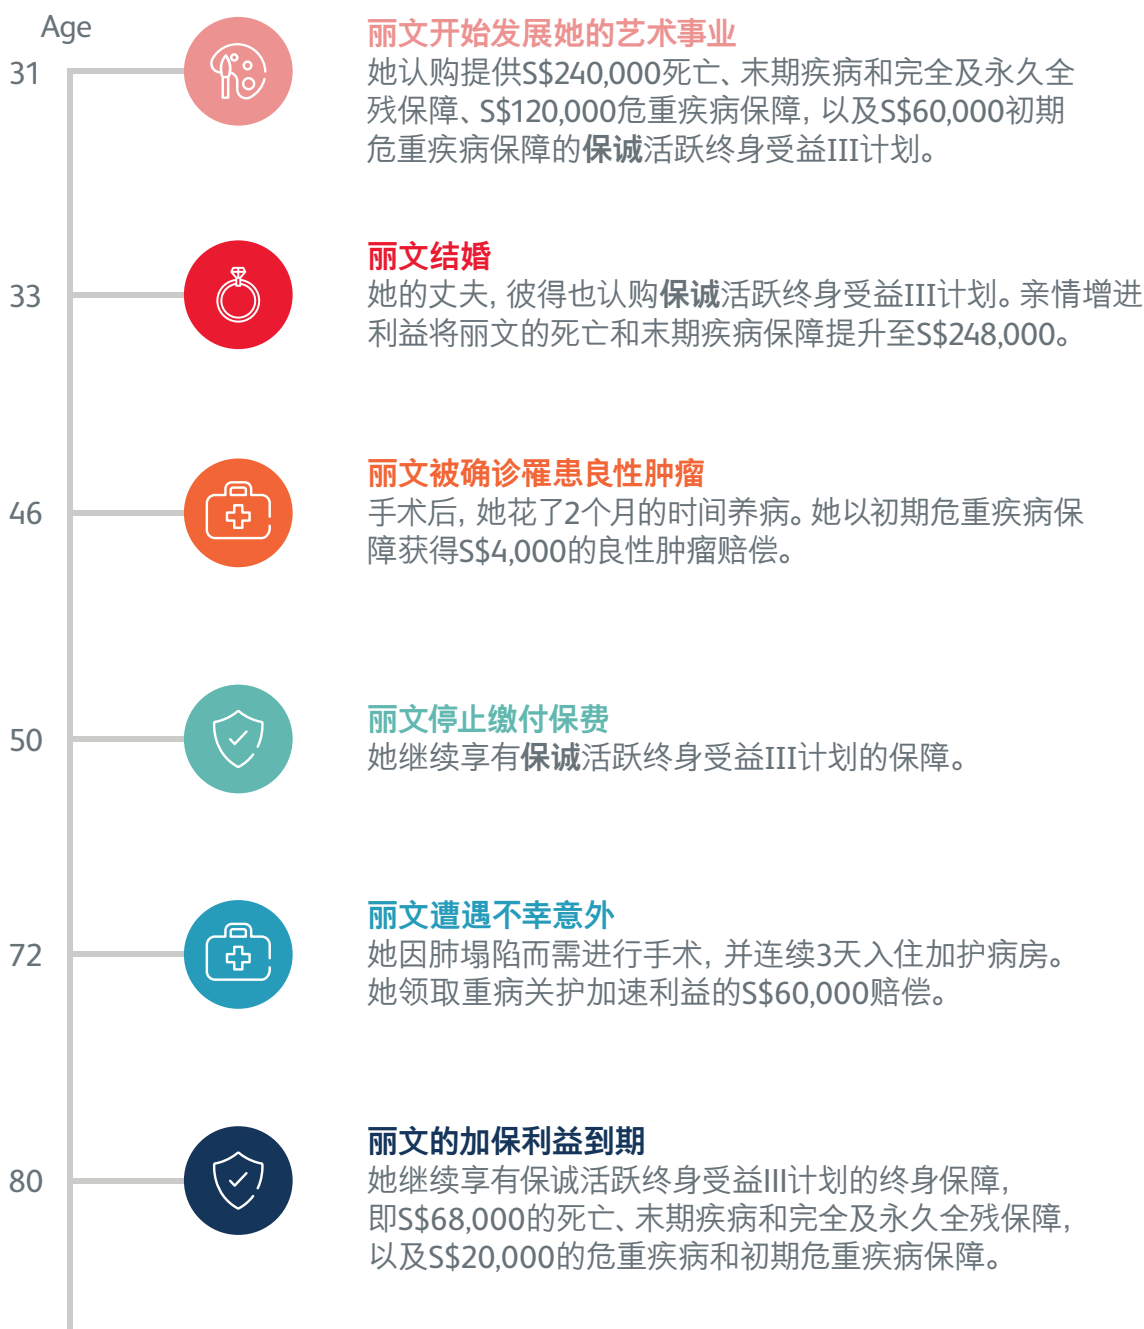 Age
31
丽文开始发展她的艺术事业
她认购提供S$240,000死亡、末期疾病和完全及永久全
残保障、S$120,000危重疾病保障，以及S$60,000初期
危重疾病保障的保诚活跃终身受益III计划。
33
丽文结婚
她的丈夫，彼得也认购保诚活跃终身受益III计划。亲情增进
利益将丽文的死亡和末期疾病保障提升至S$248,000。
46
丽文被确诊罹患良性肿瘤
手术后，她花了2个月的时间养病。她以初期危重疾病保
障获得S$4,000的良性肿瘤赔偿。
50
丽文停止缴付保费
她继续享有保诚活跃终身受益III计划的保障。
72
丽文遭遇不幸意外
她因肺塌陷而需进行手术，并连续3天入住加护病房。
她领取重病关护加速利益的S$60,000赔偿。
80
丽文的加保利益到期
她继续享有保诚活跃终身受益III计划的终身保障，
即S$68,000的死亡、末期疾病和完全及永久全残保障，
以及S$20,000的危重疾病和初期危重疾病保障。